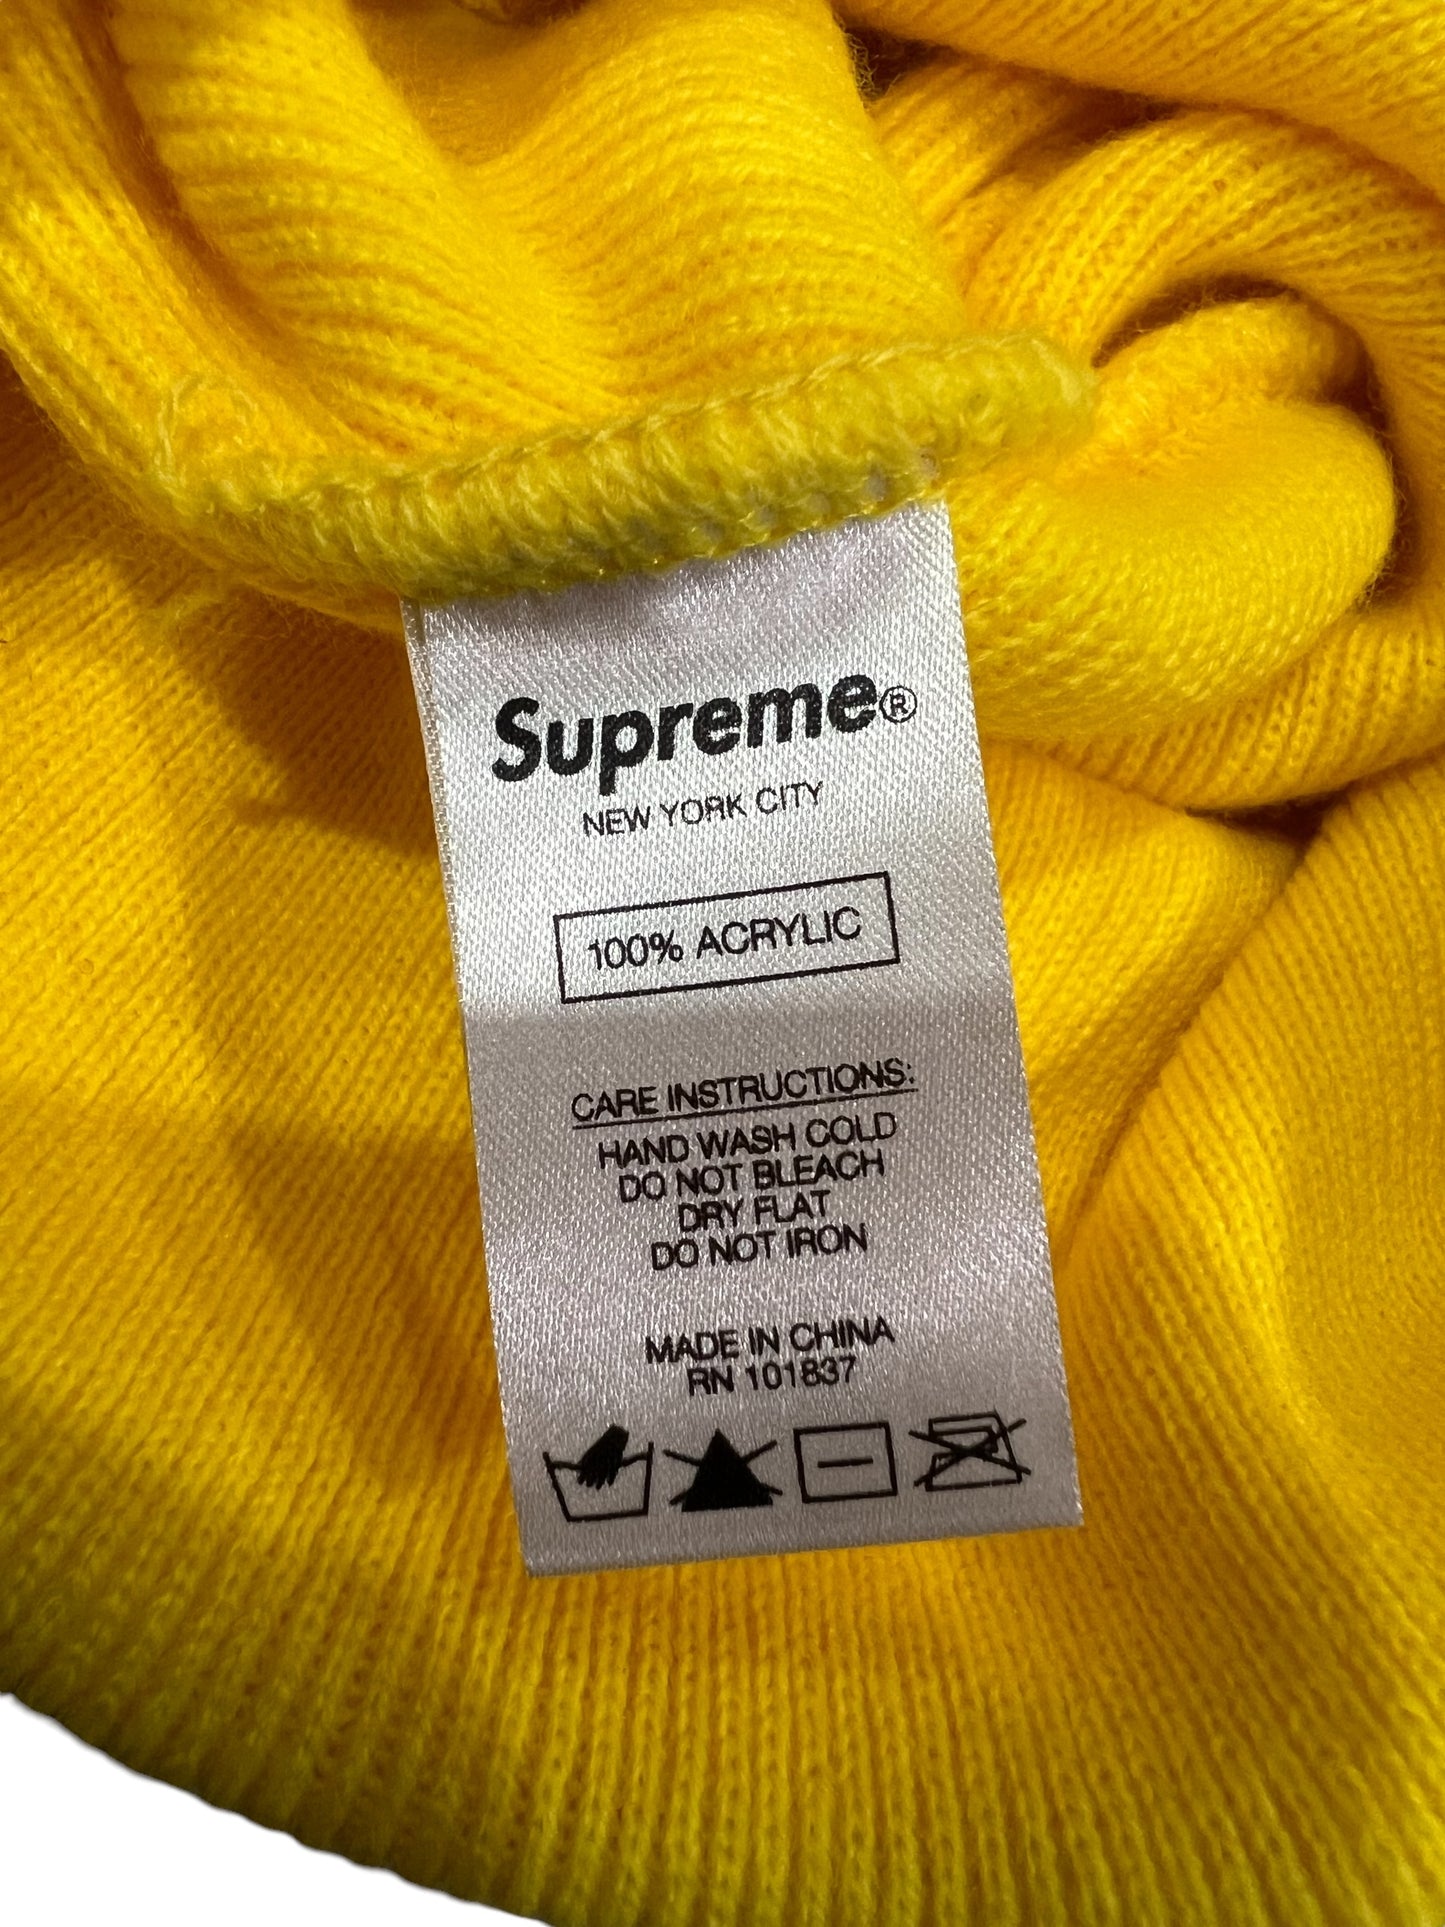 Supreme®
NEW YORK CITY
100% ACRYLIC
CARE INSTRUCTIONS:
HAND WASH COLD
DO NOT BLEACH
DRY FLAT
DO NOT IRON
MADE IN CHINA
RN 101837